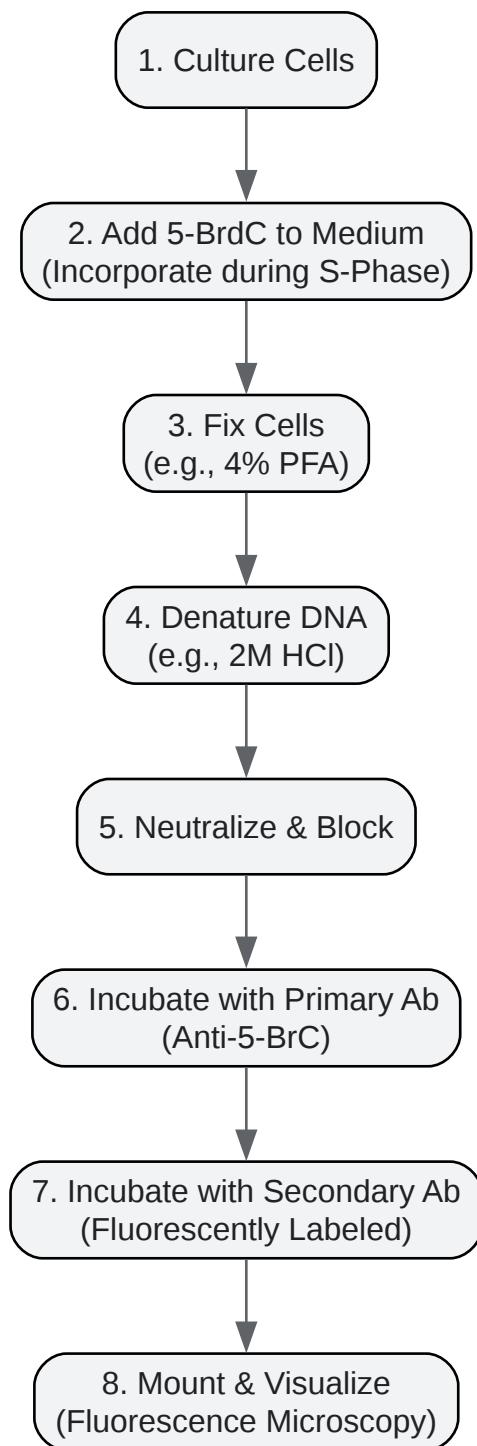 1. Culture Cells
2. Add 5-BrdC to Medium
(Incorporate during S-Phase)
3. Fix Cells
(e.g., 4% PFA)
4. Denature DNA
(e.g., 2M HCl)
5. Neutralize & Block
6. Incubate with Primary Ab
(Anti-5-BrC)
7. Incubate with Secondary Ab
(Fluorescently Labeled)
8. Mount & Visualize
(Fluorescence Microscopy)